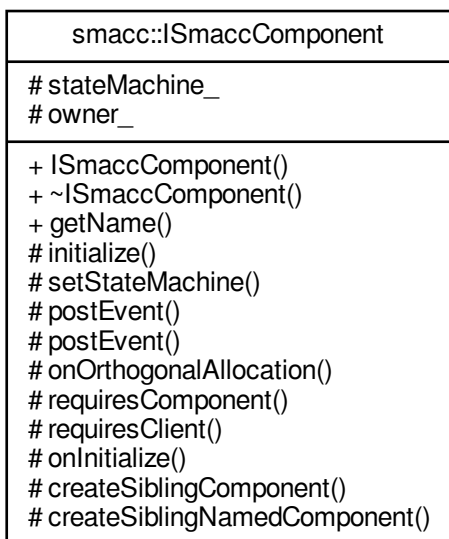 smacc::ISmaccComponent
# stateMachine_
# owner_
+ ISmaccComponent()
+ ~ISmaccComponent()
+ getName()
# initialize()
# setStateMachine()
# postEvent()
# postEvent()
# onOrthogonalAllocation()
# requiresComponent()
# requiresClient()
# onInitialize()
# createSiblingComponent()
# createSiblingNamedComponent()